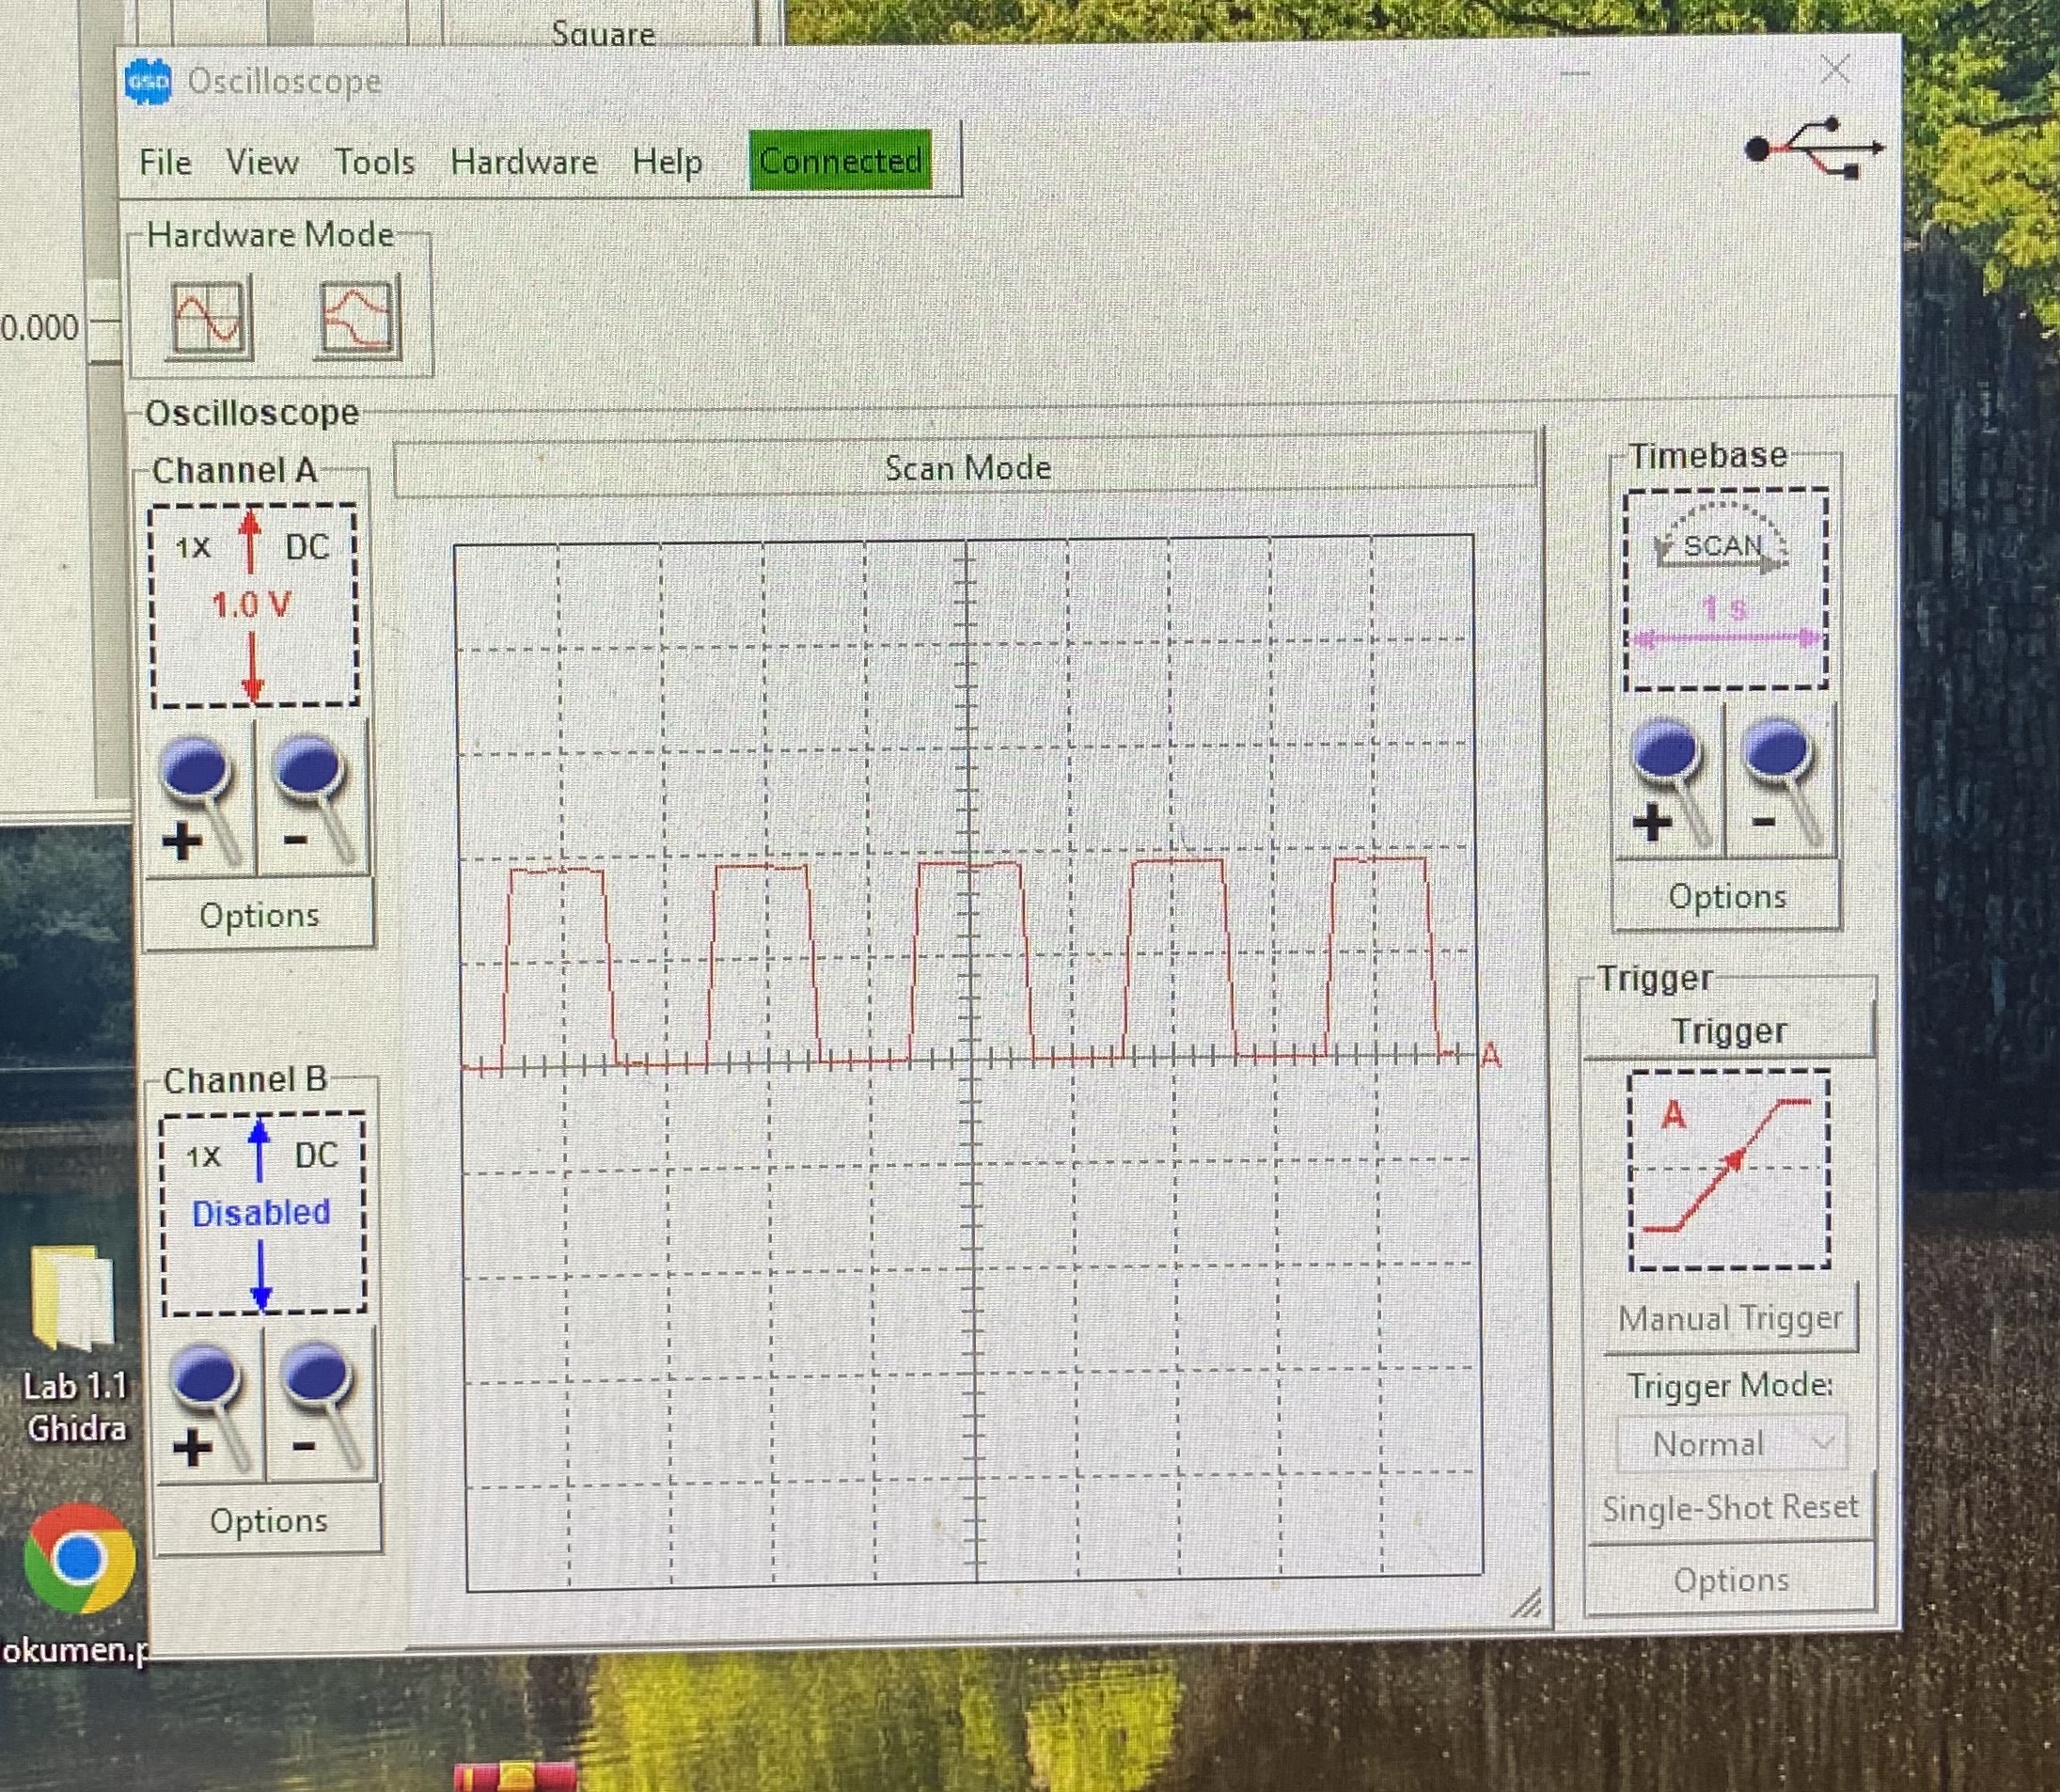 Square
GSD Oscilloscope
File View Tools Hardware Help Connected
Hardware Mode
0.000
Oscilloscope
Channel A
1X DC
1.0 V
+ -
Options
Channel B
1X DC
Disabled
+ -
Options
Scan Mode
A
Timebase
SCAN
1 s
+ -
Options
Trigger
Trigger
A
Manual Trigger
Trigger Mode:
Normal
Single-Shot Reset
Options
Lab 1.1
Ghidra
okumen.p